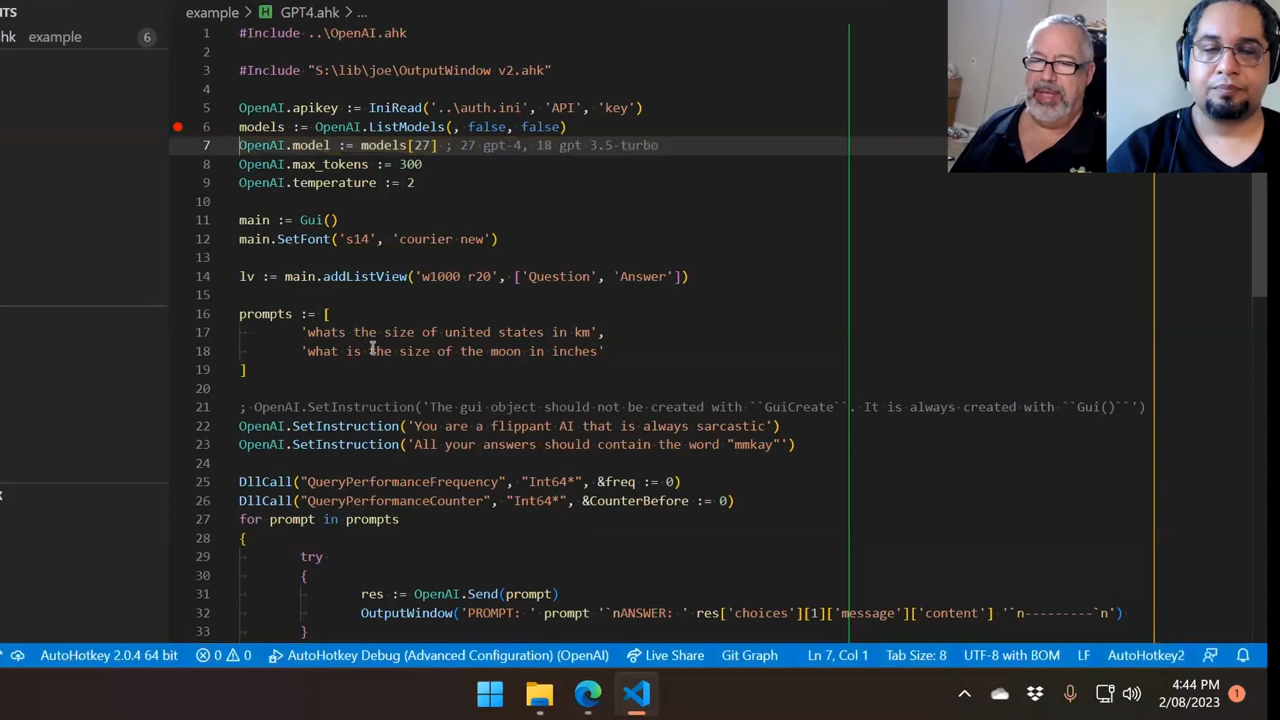 TS
example > GPT4.ahk > ...
hk example 6
1 #Include ..\OpenAI.ahk
2
3 #Include "S:\lib\joe\OutputWindow v2.ahk"
4
5 OpenAI.apikey := IniRead('..\auth.ini', 'API', 'key')
6 models := OpenAI.ListModels(, false, false)
7 OpenAI.model := models[27] ; 27 gpt-4, 18 gpt 3.5-turbo
8 OpenAI.max_tokens := 300
9 OpenAI.temperature := 2
10
11 main := Gui()
12 main.SetFont('s14', 'courier new')
13
14 lv := main.addListView('w1000 r20', ['Question', 'Answer'])
15
16 prompts := [
17 'whats the size of united states in km',
18 'what is the size of the moon in inches'
19 ]
20
21 ; OpenAI.SetInstruction('The gui object should not be created with ``GuiCreate``. It is always created with ``Gui()``')
22 OpenAI.SetInstruction('You are a flippant AI that is always sarcastic')
23 OpenAI.SetInstruction('All your answers should contain the word "mmkay"')
24
25 DllCall("QueryPerformanceFrequency", "Int64*", &freq := 0)
26 DllCall("QueryPerformanceCounter", "Int64*", &CounterBefore := 0)
27 for prompt in prompts
28 {
29 try
30 {
31 res := OpenAI.Send(prompt)
32 OutputWindow('PROMPT: ' prompt '`nANSWER: ' res['choices'][1]['message']['content'] '`n---------`n')
33 }
AutoHotkey 2.0.4 64 bit 0 0 AutoHotkey Debug (Advanced Configuration) (OpenAI) Live Share Git Graph Ln 7, Col 1 Tab Size: 8 UTF-8 with BOM LF AutoHotkey2
4:44 PM
2/08/2023 1